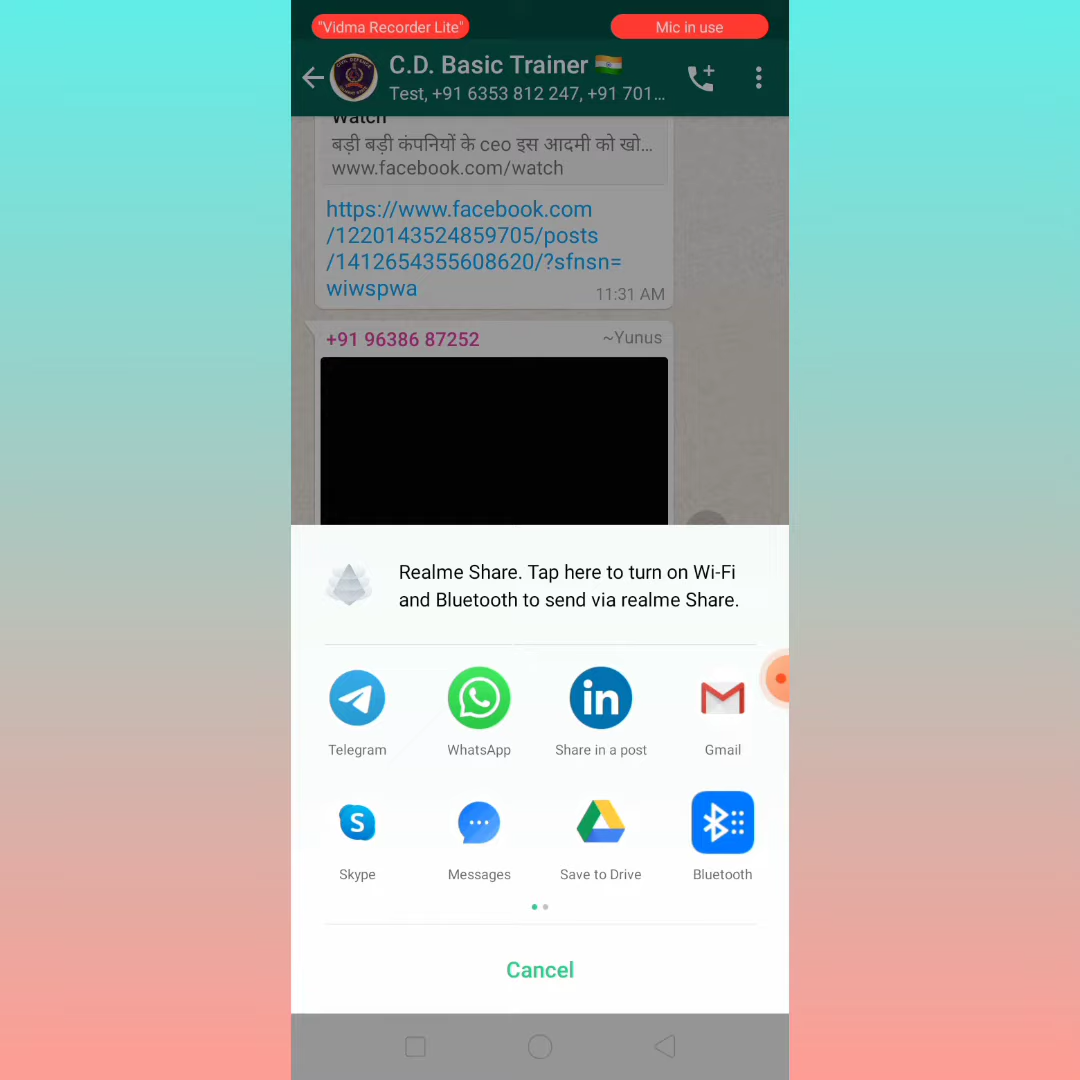 "Vidma Recorder Lite"
Mic in use
C.D. Basic Trainer 🇮🇳
Test, +91 6353 812 247, +91 701...
Watch
बड़ी बड़ी कंपनियों के ceo इस आदमी को खो...
www.facebook.com/watch
https://www.facebook.com
/1220143524859705/posts
/1412654355608620/?sfnsn=
wiwspwa
11:31 AM
+91 96386 87252
~Yunus
Realme Share. Tap here to turn on Wi-Fi
and Bluetooth to send via realme Share.
Telegram
WhatsApp
Share in a post
Gmail
Skype
Messages
Save to Drive
Bluetooth
Cancel